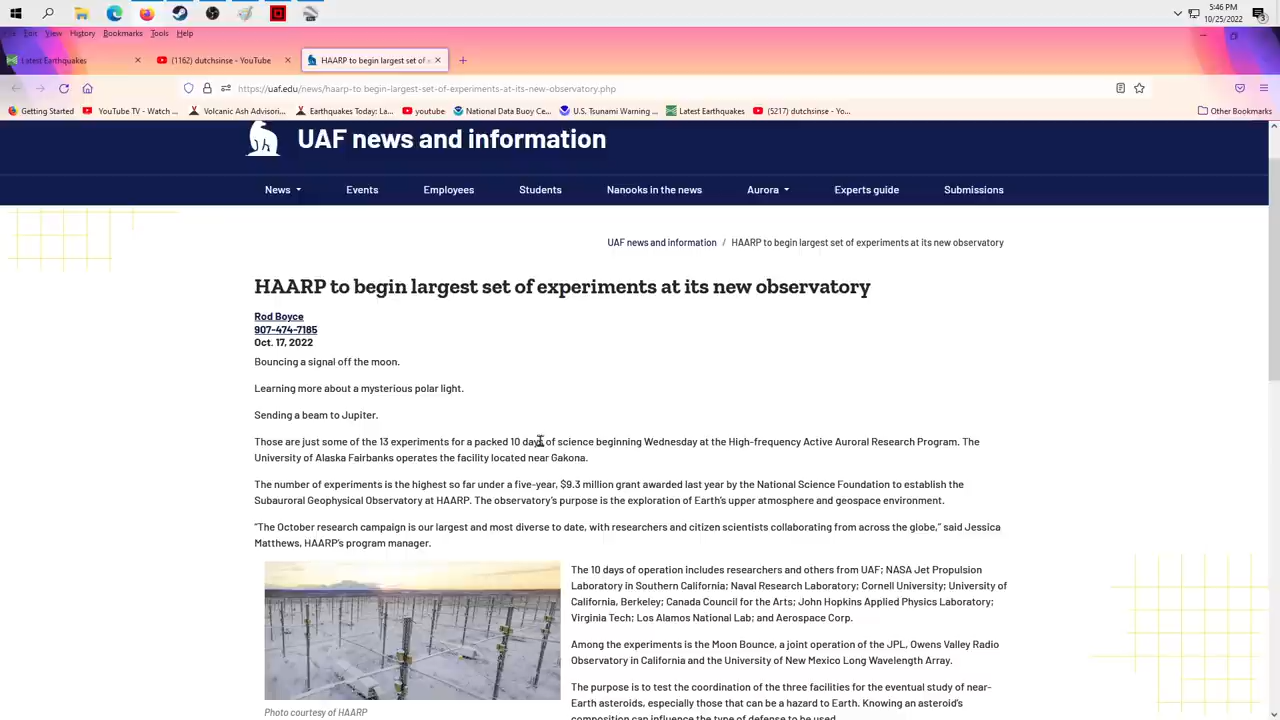 5:46 PM
10/25/2022
File Edit View History Bookmarks Tools Help
Latest Earthquakes
(1162) dutchsinse - YouTube
HAARP to begin largest set of e
https://uaf.edu/news/haarp-to begin-largest-set-of-experiments-at-its-new-observatory.php
Getting Started YouTube TV - Watch ... Volcanic Ash Advisori... Earthquakes Today: La... youtube National Data Buoy Ce... U.S. Tsunami Warning ... Latest Earthquakes (5217) dutchsinse - Yo... Other Bookmarks
UAF news and information
News Events Employees Students Nanooks in the news Aurora Experts guide Submissions
UAF news and information / HAARP to begin largest set of experiments at its new observatory
HAARP to begin largest set of experiments at its new observatory
Rod Boyce
907-474-7185
Oct. 17, 2022
Bouncing a signal off the moon.
Learning more about a mysterious polar light.
Sending a beam to Jupiter.
Those are just some of the 13 experiments for a packed 10 days of science beginning Wednesday at the High-frequency Active Auroral Research Program. The
University of Alaska Fairbanks operates the facility located near Gakona.
The number of experiments is the highest so far under a five-year, $9.3 million grant awarded last year by the National Science Foundation to establish the
Subauroral Geophysical Observatory at HAARP. The observatory's purpose is the exploration of Earth's upper atmosphere and geospace environment.
"The October research campaign is our largest and most diverse to date, with researchers and citizen scientists collaborating from across the globe," said Jessica
Matthews, HAARP's program manager.
The 10 days of operation includes researchers and others from UAF; NASA Jet Propulsion
Laboratory in Southern California; Naval Research Laboratory; Cornell University; University of
California, Berkeley; Canada Council for the Arts; John Hopkins Applied Physics Laboratory;
Virginia Tech; Los Alamos National Lab; and Aerospace Corp.
Among the experiments is the Moon Bounce, a joint operation of the JPL, Owens Valley Radio
Observatory in California and the University of New Mexico Long Wavelength Array.
The purpose is to test the coordination of the three facilities for the eventual study of near-
Earth asteroids, especially those that can be a hazard to Earth. Knowing an asteroid's
composition can influence the type of defense to be used.
Photo courtesy of HAARP